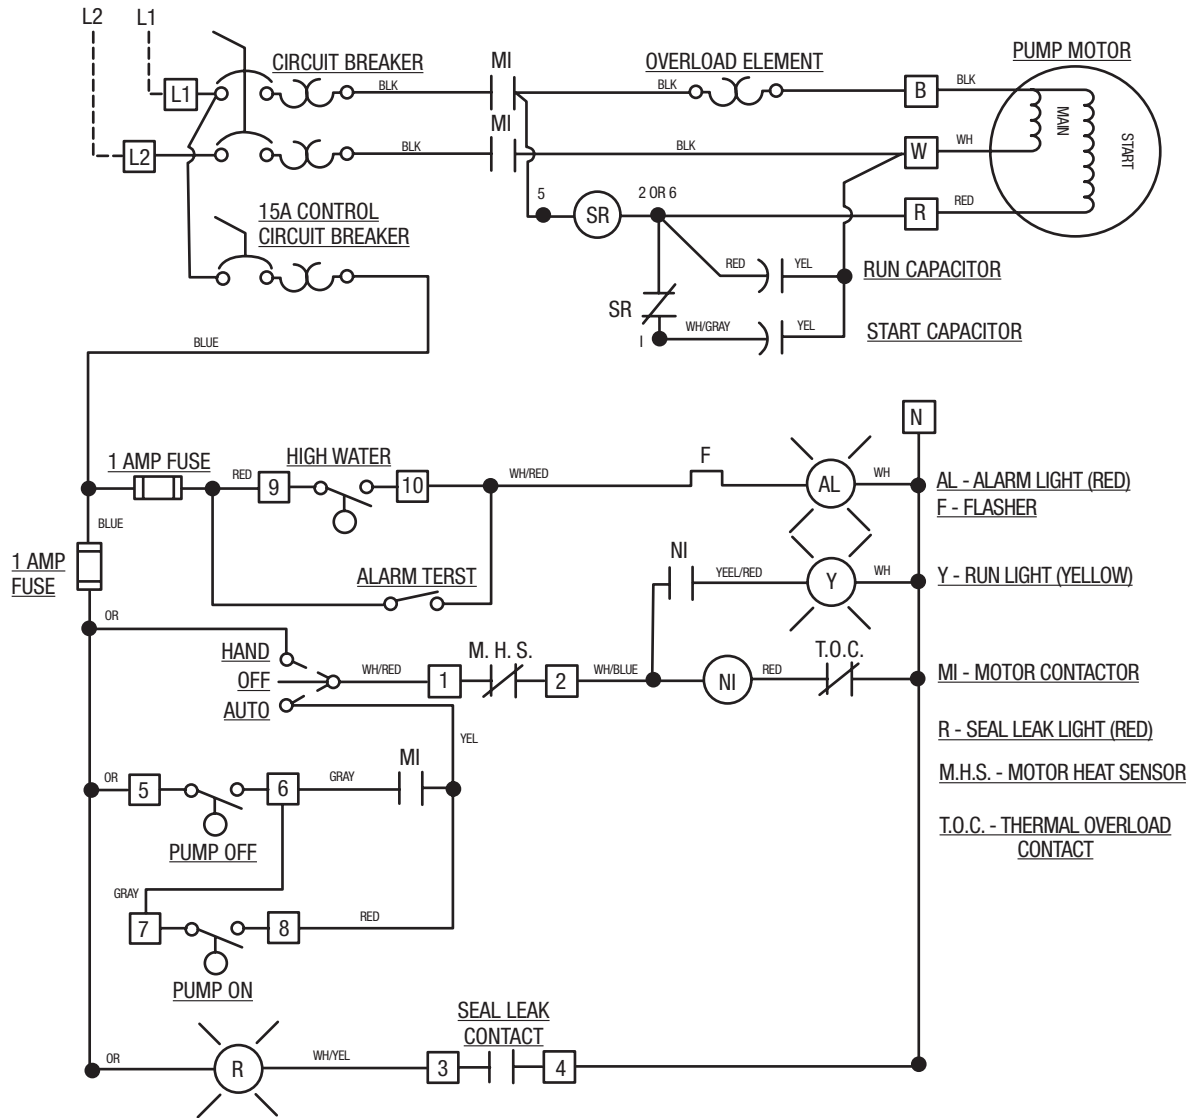 L2 L1
CIRCUIT BREAKER
MI
OVERLOAD ELEMENT
PUMP MOTOR
L1
BLK
BLK
B
BLK
MAIN
START
MI
L2
BLK
BLK
W
WH
15A CONTROL
CIRCUIT BREAKER
5
SR
2 OR 6
R
RED
RED
YEL
RUN CAPACITOR
SR
WH/GRAY
YEL
START CAPACITOR
I
BLUE
N
1 AMP FUSE
RED
9
HIGH WATER
10
WH/RED
F
AL
WH
AL - ALARM LIGHT (RED)
F - FLASHER
BLUE
1 AMP
FUSE
ALARM TERST
NI
YEEL/RED
Y
WH
Y - RUN LIGHT (YELLOW)
OR
HAND
OFF
AUTO
WH/RED
1
M. H. S.
2
WH/BLUE
NI
RED
T.O.C.
MI - MOTOR CONTACTOR
R - SEAL LEAK LIGHT (RED)
M.H.S. - MOTOR HEAT SENSOR
T.O.C. - THERMAL OVERLOAD
CONTACT
YEL
OR
5
6
GRAY
MI
PUMP OFF
GRAY
7
8
RED
PUMP ON
SEAL LEAK
CONTACT
OR
R
WH/YEL
3
4